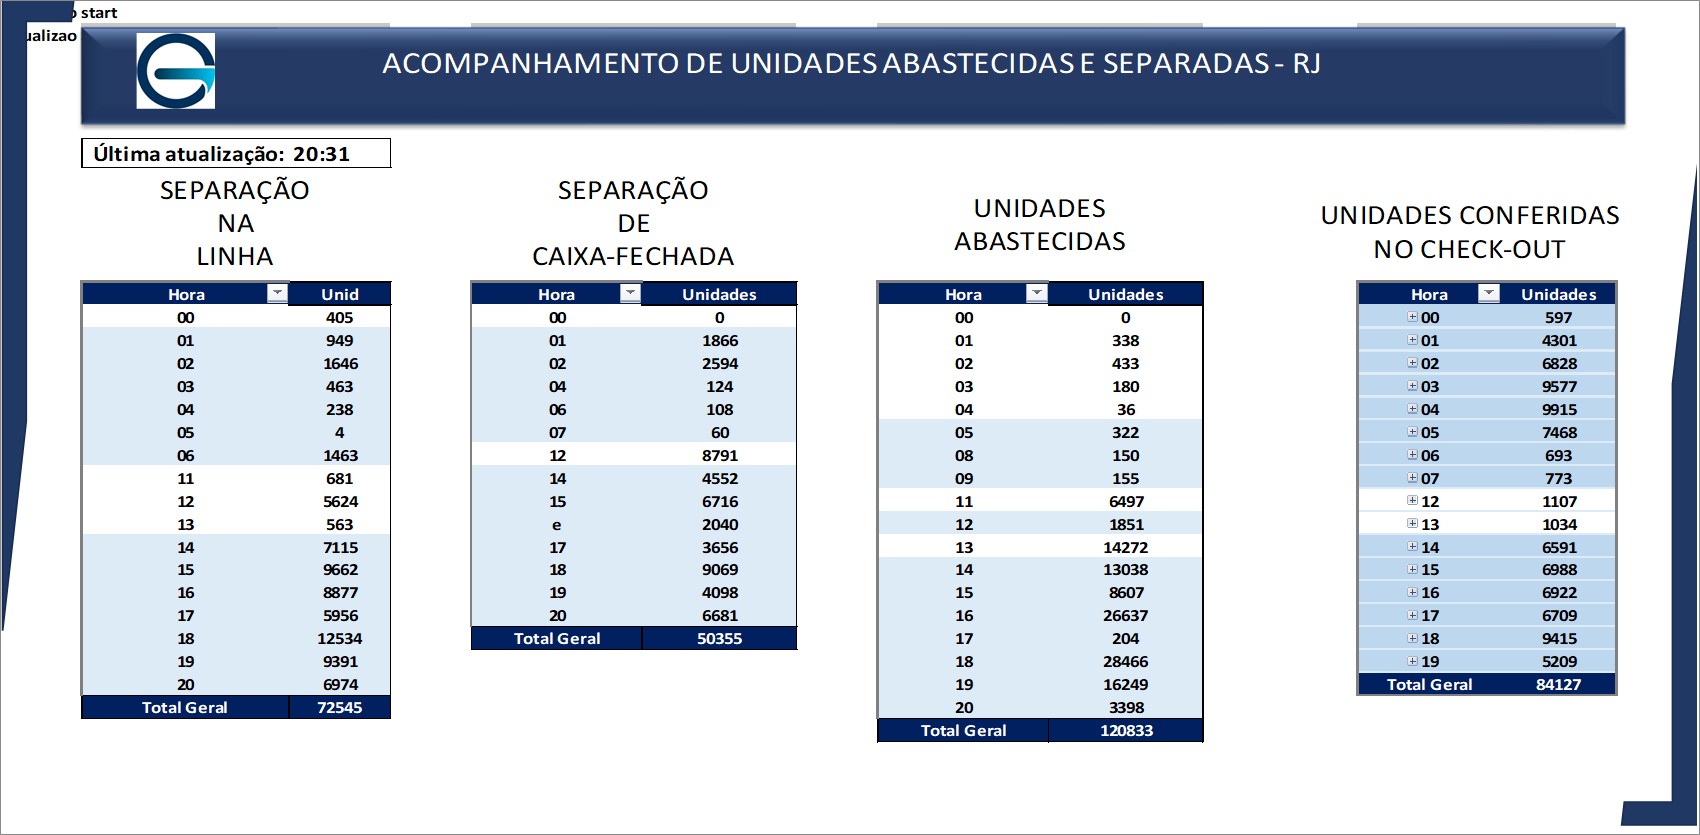 o start
ualizao
ACOMPANHAMENTO DE UNIDADES ABASTECIDAS E SEPARADAS - RJ
Última atualização: 20:31
SEPARAÇÃO
NA
LINHA
Hora Unid
00 405
01 949
02 1646
03 463
04 238
05 4
06 1463
11 681
12 5624
13 563
14 7115
15 9662
16 8877
17 5956
18 12534
19 9391
20 6974
Total Geral 72545
SEPARAÇÃO
DE
CAIXA-FECHADA
Hora Unidades
00 0
01 1866
02 2594
04 124
06 108
07 60
12 8791
14 4552
15 6716
e 2040
17 3656
18 9069
19 4098
20 6681
Total Geral 50355
UNIDADES
ABASTECIDAS
Hora Unidades
00 0
01 338
02 433
03 180
04 36
05 322
08 150
09 155
11 6497
12 1851
13 14272
14 13038
15 8607
16 26637
17 204
18 28466
19 16249
20 3398
Total Geral 120833
UNIDADES CONFERIDAS
NO CHECK-OUT
Hora Unidades
00 597
01 4301
02 6828
03 9577
04 9915
05 7468
06 693
07 773
12 1107
13 1034
14 6591
15 6988
16 6922
17 6709
18 9415
19 5209
Total Geral 84127